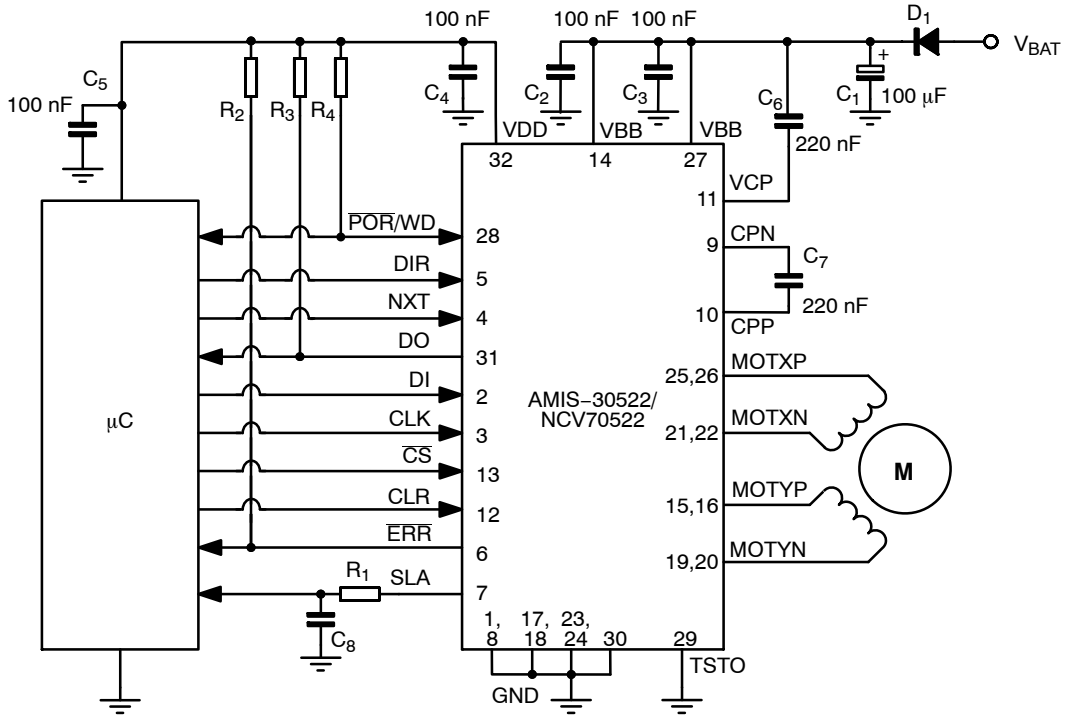 100 nF
100 nF 100 nF
D1
VBAT
C5
100 nF
R2
R3
R4
C4
C2
C3
C6
C1
+
100 μF
220 nF
VDD
VBB
VBB
32
14
27
11
VCP
P̅O̅R̅/WD
28
9
CPN
DIR
5
C7
NXT
4
10
220 nF
CPP
DO
31
MOTXP
25,26
DI
2
AMIS−30522/
NCV70522
μC
CLK
3
MOTXN
21,22
C̅S̅
13
M
CLR
12
MOTYP
15,16
E̅R̅R̅
6
MOTYN
19,20
R1
SLA
7
C8
1,
8
17,
18
23,
24
30
29
TSTO
GND